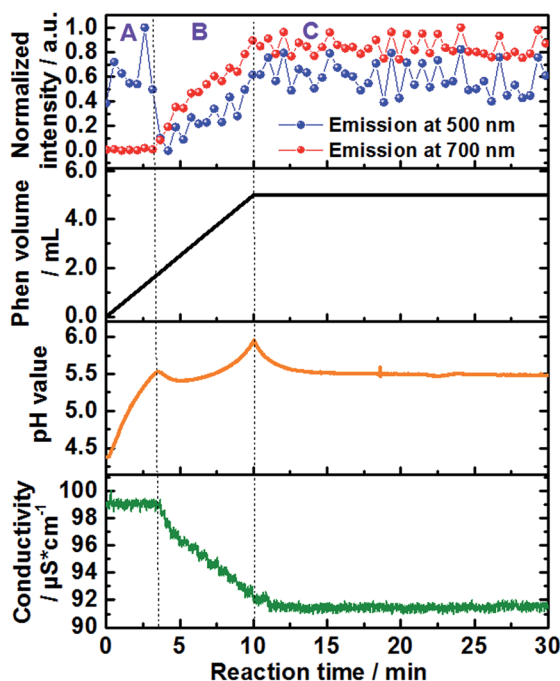 A B C
Normalized
intensity / a.u.
1.0
0.8
0.6
0.4
0.2
0.0
Emission at 500 nm
Emission at 700 nm
Phen volume
/ mL
6.0
4.0
2.0
0.0
pH value
6.0
5.5
5.0
4.5
Conductivity
/ µS*cm-1
100
98
96
94
92
90
0 5 10 15 20 25 30
Reaction time / min